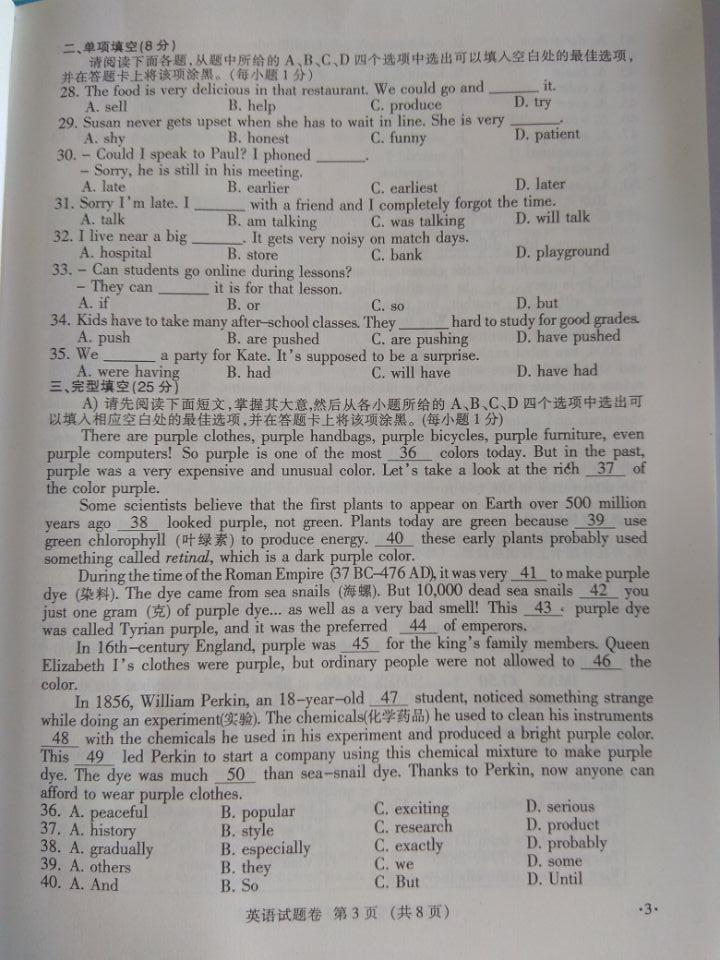 二、单项填空(8分)
请阅读下面各题,从题中所给的 A、B、C、D 四个选项中选出可以填入空白处的最佳选项,
并在答题卡上将该项涂黑。(每小题1分)
28. The food is very delicious in that restaurant. We could go and ______ it.
A. sell B. help C. produce D. try
29. Susan never gets upset when she has to wait in line. She is very ______.
A. shy B. honest C. funny D. patient
30. – Could I speak to Paul? I phoned ______.
– Sorry, he is still in his meeting.
A. late B. earlier C. earliest D. later
31. Sorry I'm late. I ______ with a friend and I completely forgot the time.
A. talk B. am talking C. was talking D. will talk
32. I live near a big ______. It gets very noisy on match days.
A. hospital B. store C. bank D. playground
33. – Can students go online during lessons?
– They can ______ it is for that lesson.
A. if B. or C. so D. but
34. Kids have to take many after–school classes. They ______ hard to study for good grades.
A. push B. are pushed C. are pushing D. have pushed
35. We ______ a party for Kate. It's supposed to be a surprise.
A. were having B. had C. will have D. have had
三、完型填空(25分)
A) 请先阅读下面短文,掌握其大意,然后从各小题所给的 A、B、C、D 四个选项中选出可
以填入相应空白处的最佳选项,并在答题卡上将该项涂黑。(每小题1分)
There are purple clothes, purple handbags, purple bicycles, purple furniture, even
purple computers! So purple is one of the most 36 colors today. But in the past,
purple was a very expensive and unusual color. Let's take a look at the rich 37 of
the color purple.
Some scientists believe that the first plants to appear on Earth over 500 million
years ago 38 looked purple, not green. Plants today are green because 39 use
green chlorophyll (叶绿素) to produce energy. 40 these early plants probably used
something called retinal, which is a dark purple color.
During the time of the Roman Empire (37 BC–476 AD), it was very 41 to make purple
dye (染料). The dye came from sea snails (海螺). But 10,000 dead sea snails 42 you
just one gram (克) of purple dye... as well as a very bad smell! This 43 purple dye
was called Tyrian purple, and it was the preferred 44 of emperors.
In 16th–century England, purple was 45 for the king's family members. Queen
Elizabeth I's clothes were purple, but ordinary people were not allowed to 46 the
color.
In 1856, William Perkin, an 18–year–old 47 student, noticed something strange
while doing an experiment(实验). The chemicals(化学药品) he used to clean his instruments
48 with the chemicals he used in his experiment and produced a bright purple color.
This 49 led Perkin to start a company using this chemical mixture to make purple
dye. The dye was much 50 than sea–snail dye. Thanks to Perkin, now anyone can
afford to wear purple clothes.
36. A. peaceful B. popular C. exciting D. serious
37. A. history B. style C. research D. product
38. A. gradually B. especially C. exactly D. probably
39. A. others B. they C. we D. some
40. A. And B. So C. But D. Until
英语试题卷 第3页 (共8页) ·3·